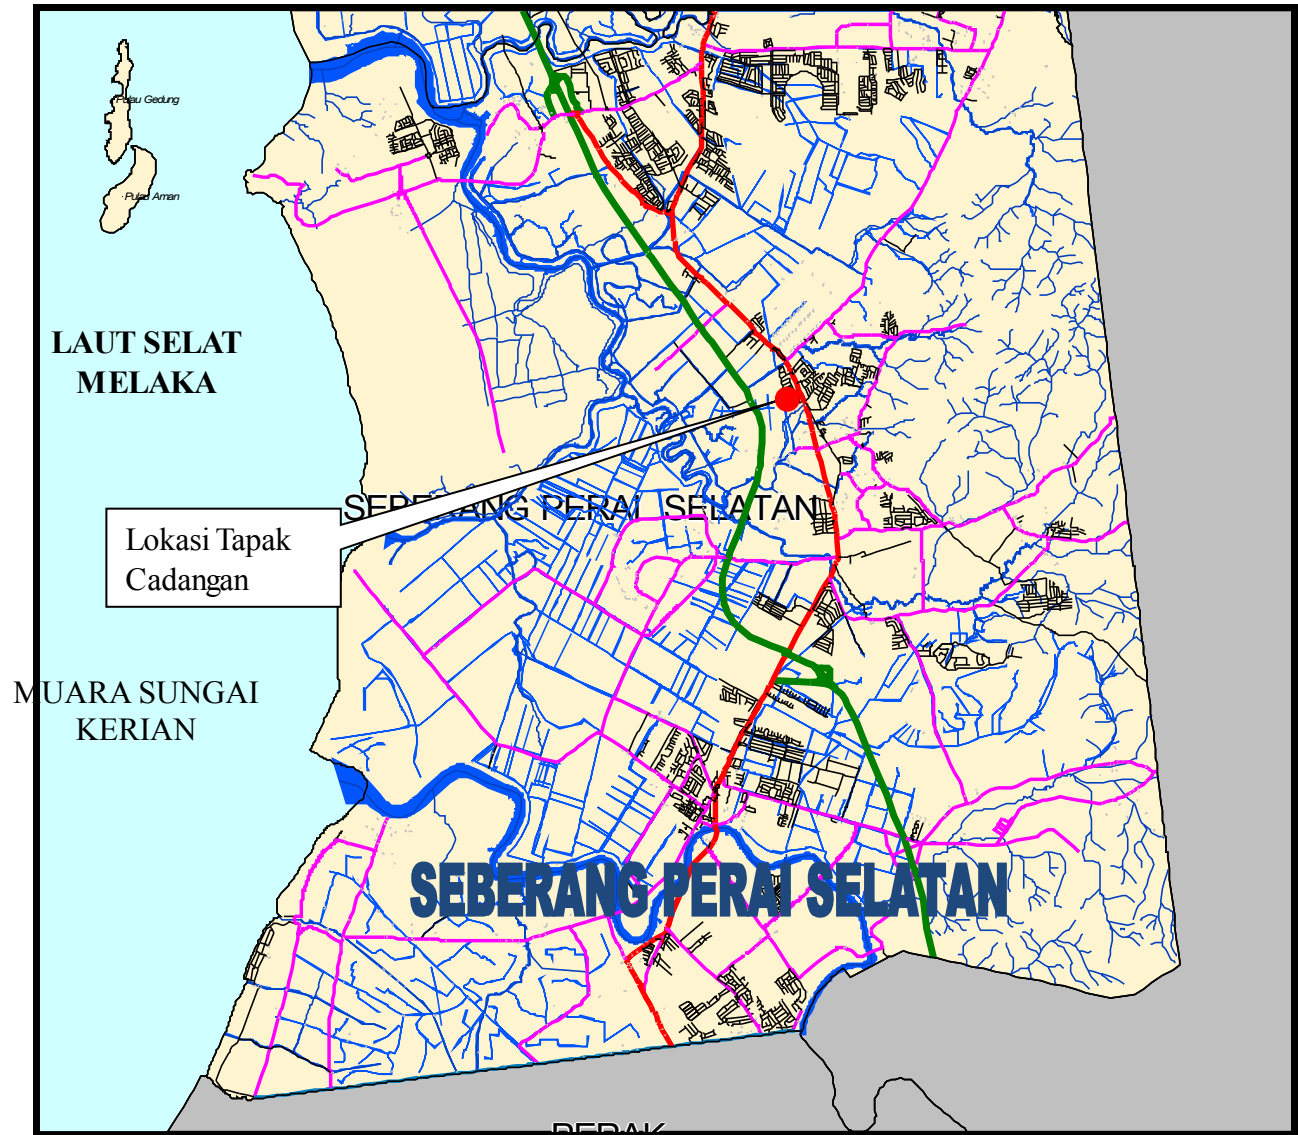 Pulau Gedung
Pulau Aman
LAUT SELAT
MELAKA
SEBERANG PERAI SELATAN
Lokasi Tapak
Cadangan
MUARA SUNGAI
KERIAN
SEBERANG PERAI SELATAN
PERAK